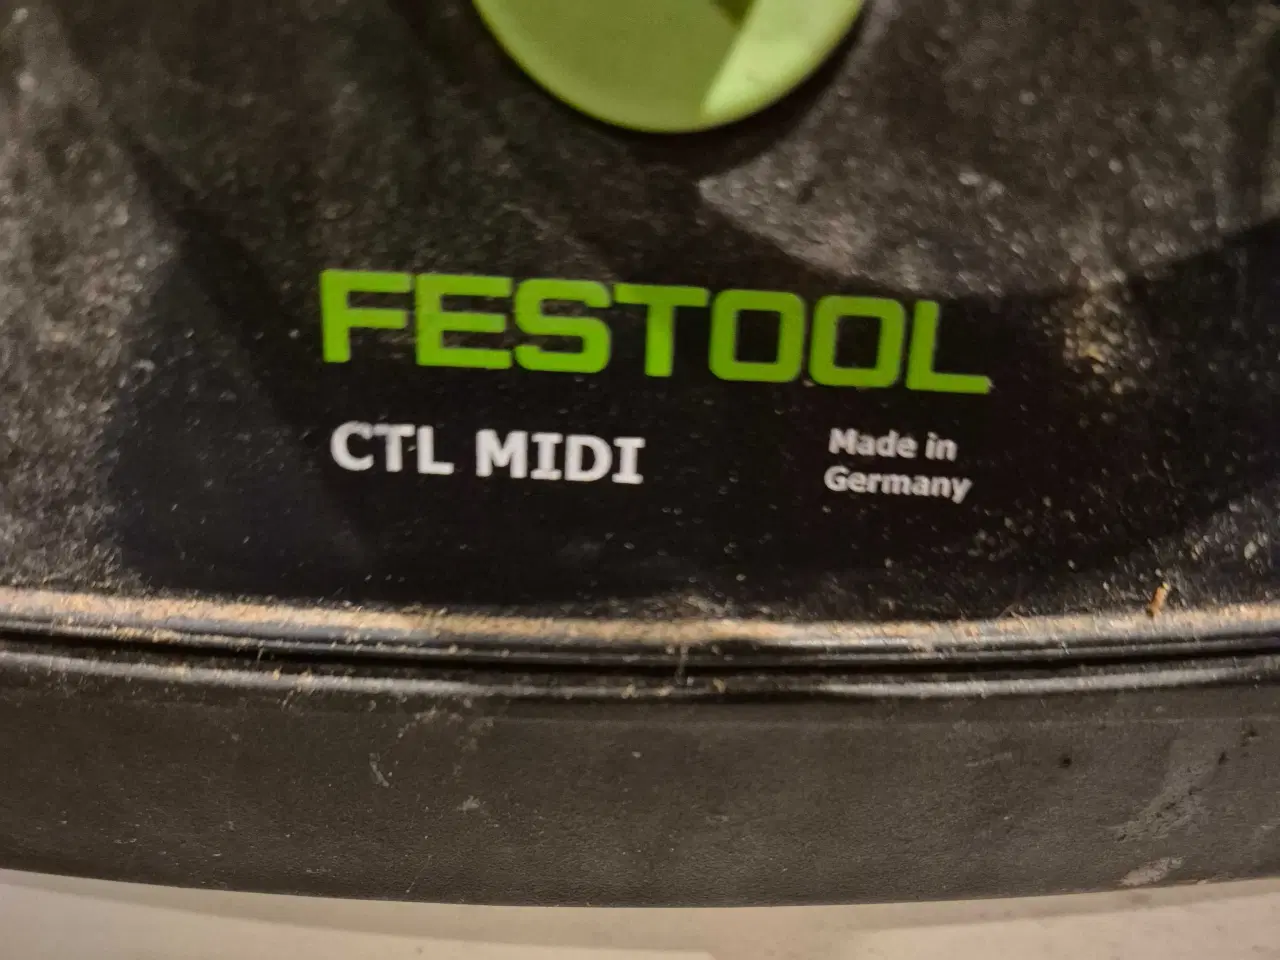 FESTOOL
CTL MIDI
Made in
Germany